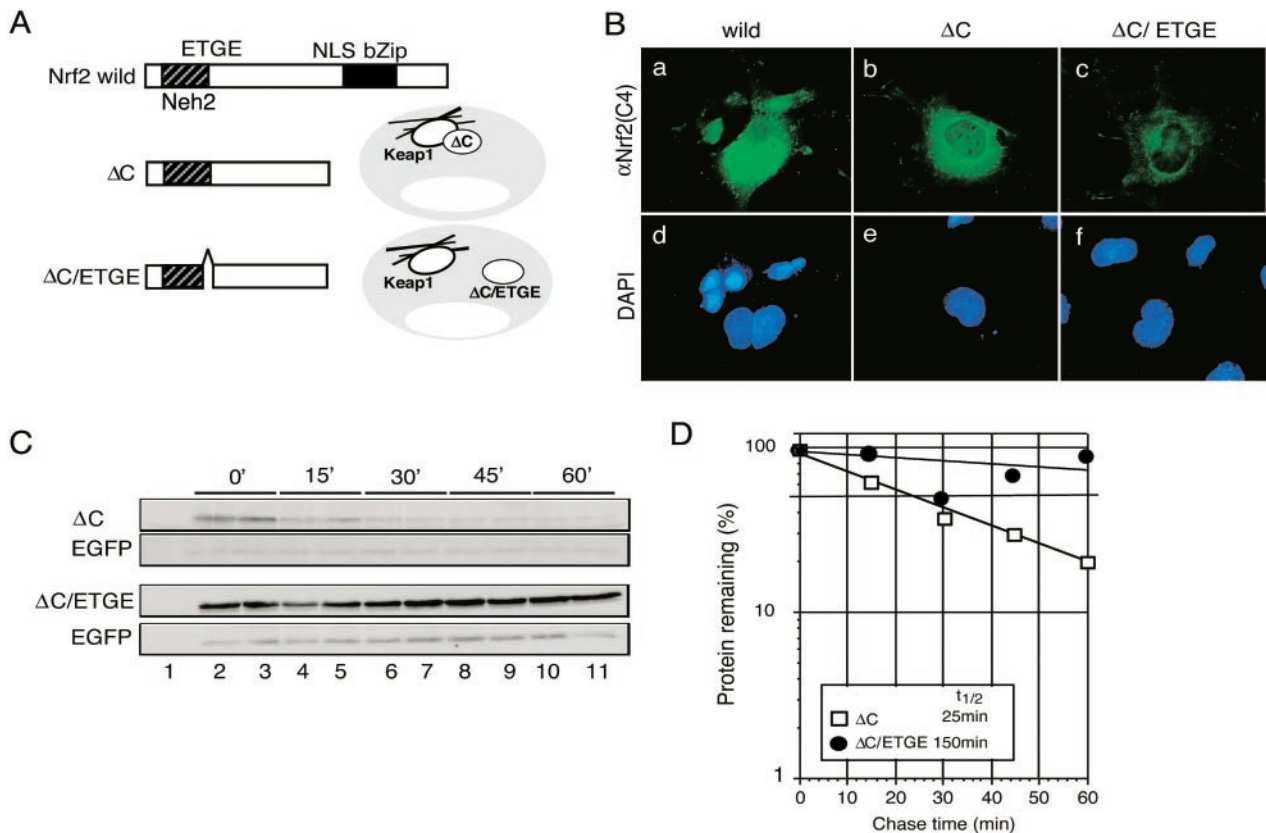 A
ETGE
NLS bZip
Nrf2 wild
Neh2
ΔC
Keap1
ΔC
ΔC/ETGE
Keap1
ΔC/ETGE
B
wild
ΔC
ΔC/ ETGE
αNrf2(C4)
a
b
c
DAPI
d
e
f
C
0' 15' 30' 45' 60'
ΔC
EGFP
ΔC/ETGE
EGFP
1 2 3 4 5 6 7 8 9 10 11
D
Protein remaining (%)
100
10
1
t1/2
ΔC 25min
ΔC/ETGE 150min
0 10 20 30 40 50 60
Chase time (min)